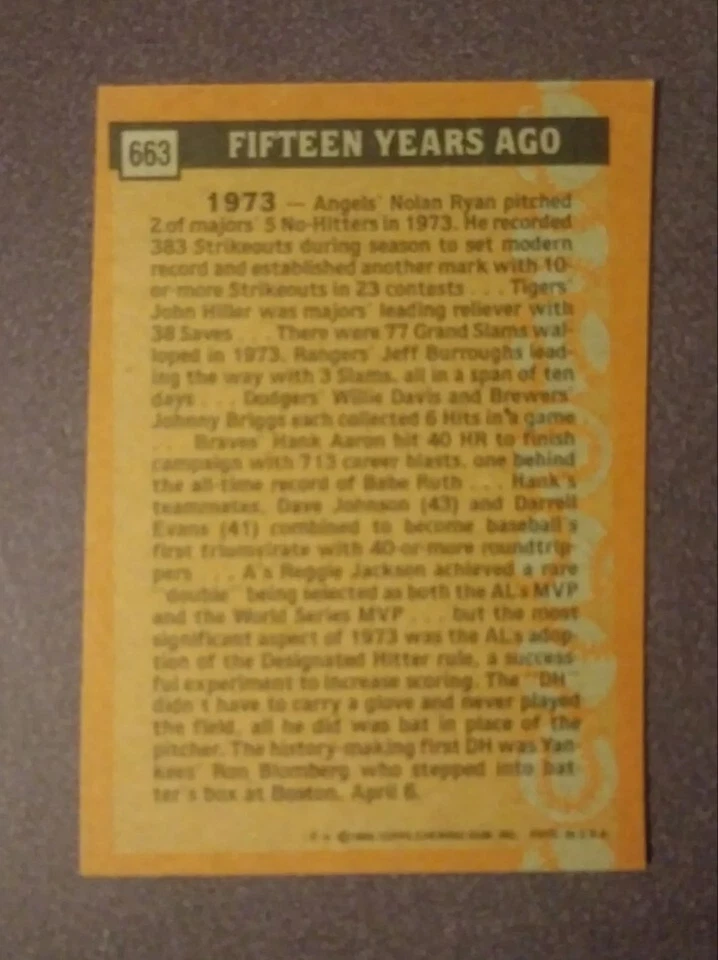 663 FIFTEEN YEARS AGO
1973 — Angels' Nolan Ryan pitched
2 of majors' 5 No-Hitters in 1973. He recorded
383 Strikeouts during season to set modern
record and established another mark with 10-
or-more Strikeouts in 23 contests . . . Tigers'
John Hiller was majors' leading reliever with
38 Saves . . . There were 77 Grand Slams wal-
loped in 1973, Rangers' Jeff Burroughs lead-
ing the way with 3 Slams, all in a span of ten
days . . . Dodgers' Willie Davis and Brewers'
Johnny Briggs each collected 6 Hits in a game
. . . Braves' Hank Aaron hit 40 HR to finish
campaign with 713 career blasts, one behind
the all-time record of Babe Ruth . . . Hank's
teammates, Dave Johnson (43) and Darrell
Evans (41) combined to become baseball's
first triumvirate with 40-or-more roundtrip-
pers . . . A's Reggie Jackson achieved a rare
"double" being selected as both the AL's MVP
and the World Series MVP . . . but the most
significant aspect of 1973 was the AL's adop-
tion of the Designated Hitter rule, a success-
ful experiment to increase scoring. The "DH"
didn't have to carry a glove and never played
the field, all he did was bat in place of the
pitcher. The history-making first DH was Yan-
kees' Ron Blomberg who stepped into bat-
ter's box at Boston, April 6.